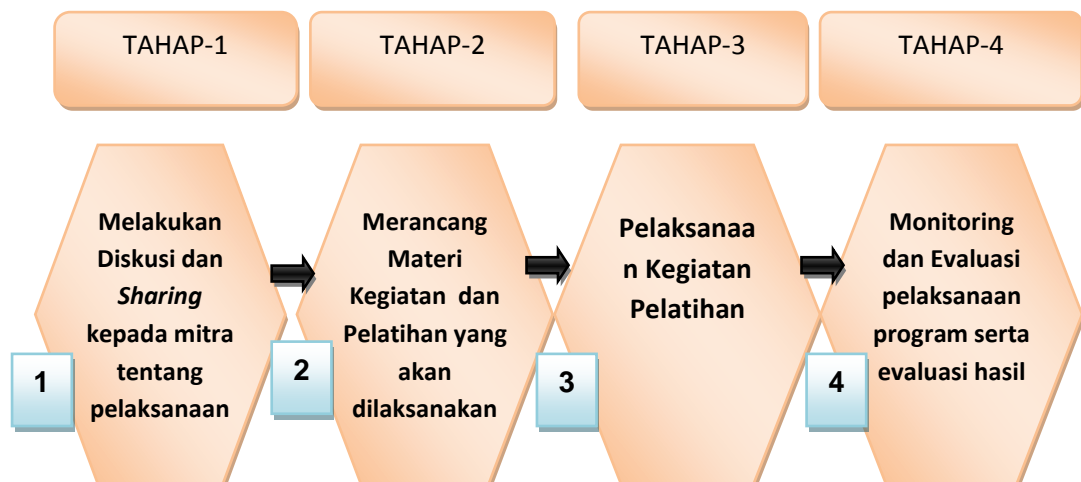 TAHAP-1
TAHAP-2
TAHAP-3
TAHAP-4
Melakukan
Diskusi dan
Sharing
kepada mitra
tentang
pelaksanaan
1
Merancang
Materi
Kegiatan dan
Pelatihan yang
akan
dilaksanakan
2
Pelaksanaa
n Kegiatan
Pelatihan
3
Monitoring
dan Evaluasi
pelaksanaan
program serta
evaluasi hasil
4